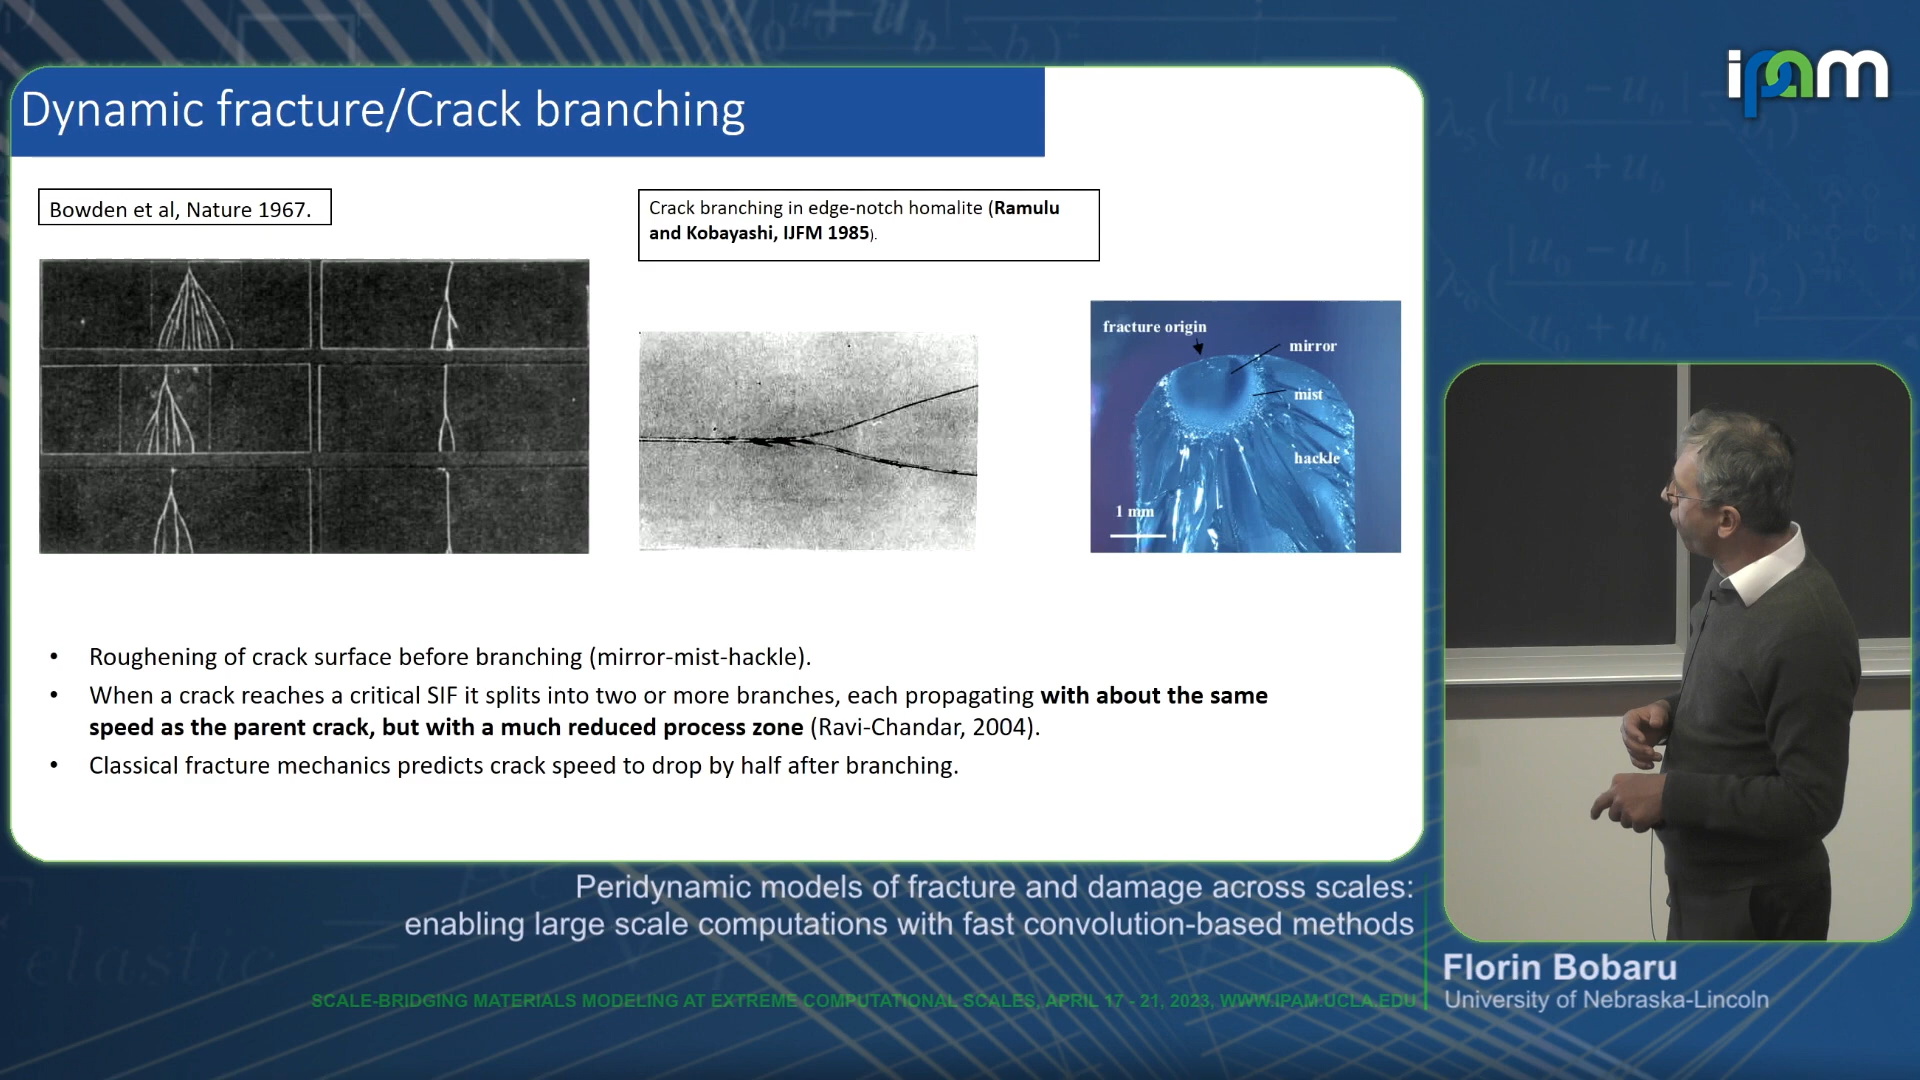 ipam
Dynamic fracture/Crack branching
Bowden et al, Nature 1967.
Crack branching in edge-notch homalite (Ramulu
and Kobayashi, IJFM 1985).
fracture origin
mirror
mist
hackle
1 mm
• Roughening of crack surface before branching (mirror-mist-hackle).
• When a crack reaches a critical SIF it splits into two or more branches, each propagating with about the same
speed as the parent crack, but with a much reduced process zone (Ravi-Chandar, 2004).
• Classical fracture mechanics predicts crack speed to drop by half after branching.
Peridynamic models of fracture and damage across scales:
enabling large scale computations with fast convolution-based methods
SCALE-BRIDGING MATERIALS MODELING AT EXTREME COMPUTATIONAL SCALES, APRIL 17 - 21, 2023, WWW.IPAM.UCLA.EDU
Florin Bobaru
University of Nebraska-Lincoln
elastic =